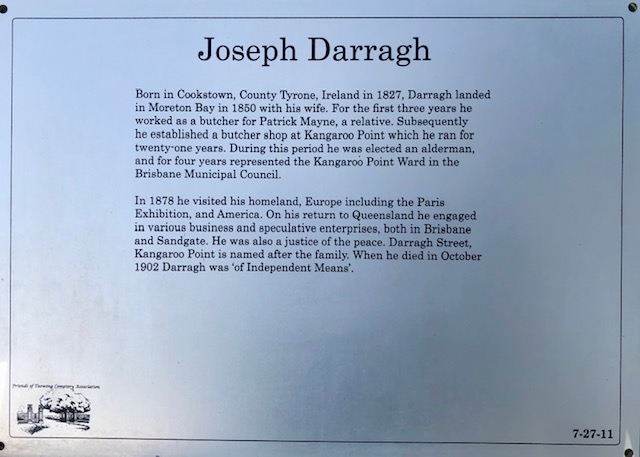 Joseph Darragh
Born in Cookstown, County Tyrone, Ireland in 1827, Darragh landed
in Moreton Bay in 1850 with his wife. For the first three years he
worked as a butcher for Patrick Mayne, a relative. Subsequently
he established a butcher shop at Kangaroo Point which he ran for
twenty-one years. During this period he was elected an alderman,
and for four years represented the Kangaroo Point Ward in the
Brisbane Municipal Council.
In 1878 he visited his homeland, Europe including the Paris
Exhibition, and America. On his return to Queensland he engaged
in various business and speculative enterprises, both in Brisbane
and Sandgate. He was also a justice of the peace. Darragh Street,
Kangaroo Point is named after the family. When he died in October
1902 Darragh was 'of Independent Means'.
Friends of Toowong Cemetery Association
7-27-11